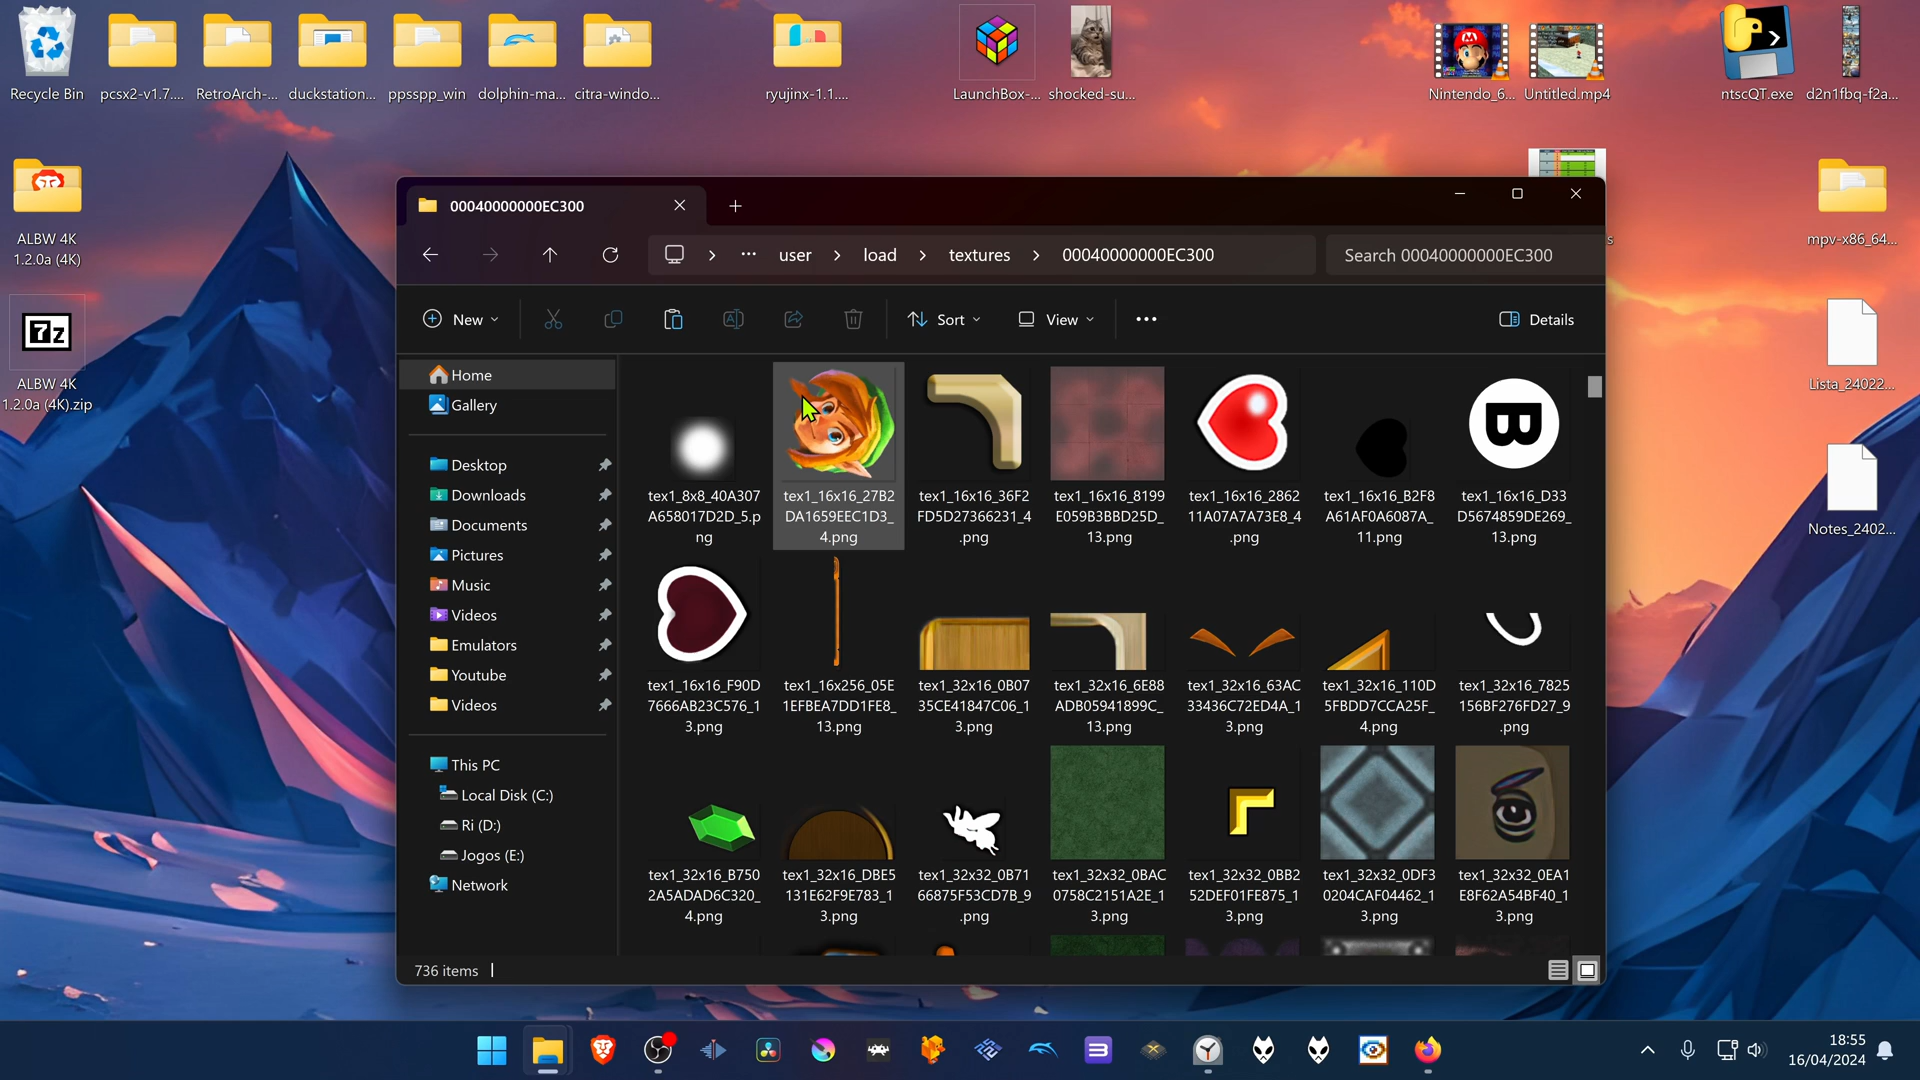 Recycle Bin
pcsx2-v1.7....
RetroArch-...
duckstation...
ppsspp_win
dolphin-ma...
citra-windo...
ryujinx-1.1....
LaunchBox-...
shocked-su...
Nintendo_6...
Untitled.mp4
ntscQT.exe
d2n1fbq-f2a...
ALBW 4K
1.2.0a (4K)
7z
ALBW 4K
1.2.0a (4K).zip
mpv-x86_64...
Lista_24022...
Notes_2402...
s
00040000000EC300
user
load
textures
00040000000EC300
Search 00040000000EC300
New
Sort
View
Details
Home
Gallery
Desktop
Downloads
Documents
Pictures
Music
Videos
Emulators
Youtube
Videos
This PC
Local Disk (C:)
Ri (D:)
Jogos (E:)
Network
tex1_8x8_40A307
A658017D2D_5.p
ng
tex1_16x16_27B2
DA1659EEC1D3_
4.png
tex1_16x16_36F2
FD5D27366231_4
.png
tex1_16x16_8199
E059B3BBD25D_
13.png
tex1_16x16_2862
11A07A7A73E8_4
.png
tex1_16x16_B2F8
A61AF0A6087A_
11.png
B
tex1_16x16_D33
D5674859DE269_
13.png
tex1_16x16_F90D
7666AB23C576_1
3.png
tex1_16x256_05E
1EFBEA7DD1FE8_
13.png
tex1_32x16_0B07
35CE41847C06_1
3.png
tex1_32x16_6E88
ADB05941899C_
13.png
tex1_32x16_63AC
33436C72ED4A_1
3.png
tex1_32x16_110D
5FBDD7CCA25F_
4.png
tex1_32x16_7825
156BF276FD27_9
.png
tex1_32x16_B750
2A5ADAD6C320_
4.png
tex1_32x16_DBE5
131E62F9E783_1
3.png
tex1_32x32_0B71
66875F53CD7B_9
.png
tex1_32x32_0BAC
0758C2151A2E_1
3.png
tex1_32x32_0BB2
52DEF01FE875_1
3.png
tex1_32x32_0DF3
0204CAF04462_1
3.png
tex1_32x32_0EA1
E8F62A54BF40_1
3.png
736 items
18:55
16/04/2024